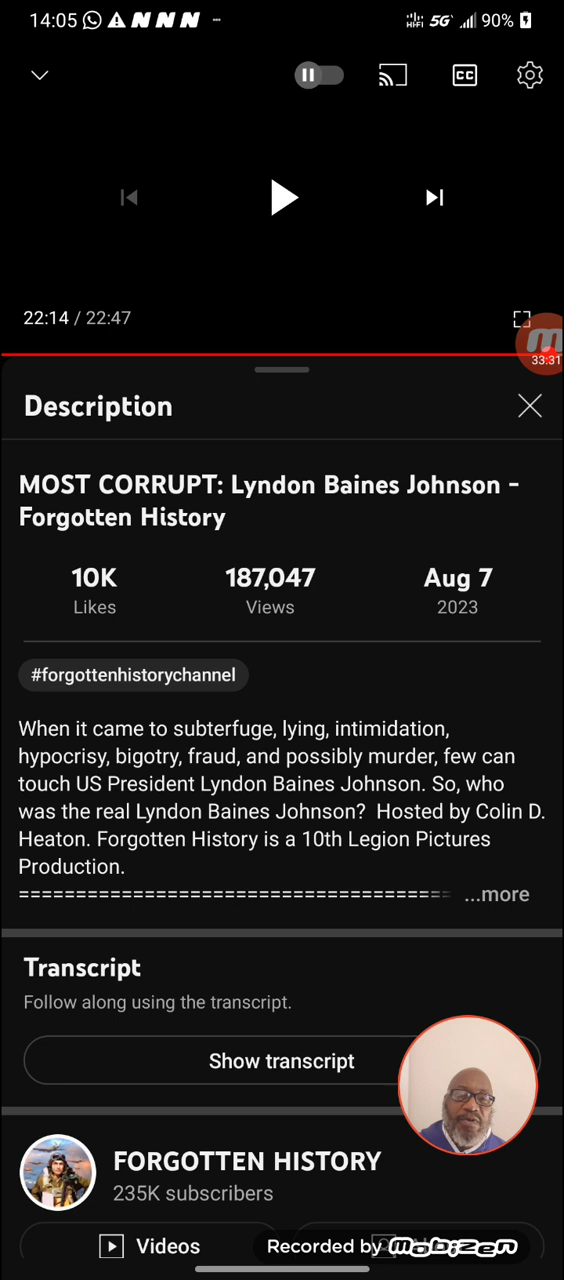 14:05
HiFi 5G 90%
CC
22:14 / 22:47
33:31
Description
MOST CORRUPT: Lyndon Baines Johnson -
Forgotten History
10K 187,047 Aug 7
Likes Views 2023
#forgottenhistorychannel
When it came to subterfuge, lying, intimidation,
hypocrisy, bigotry, fraud, and possibly murder, few can
touch US President Lyndon Baines Johnson. So, who
was the real Lyndon Baines Johnson?  Hosted by Colin D.
Heaton. Forgotten History is a 10th Legion Pictures
Production.
====================================== ...more
Transcript
Follow along using the transcript.
Show transcript
FORGOTTEN HISTORY
235K subscribers
Videos
Recorded by mobizen